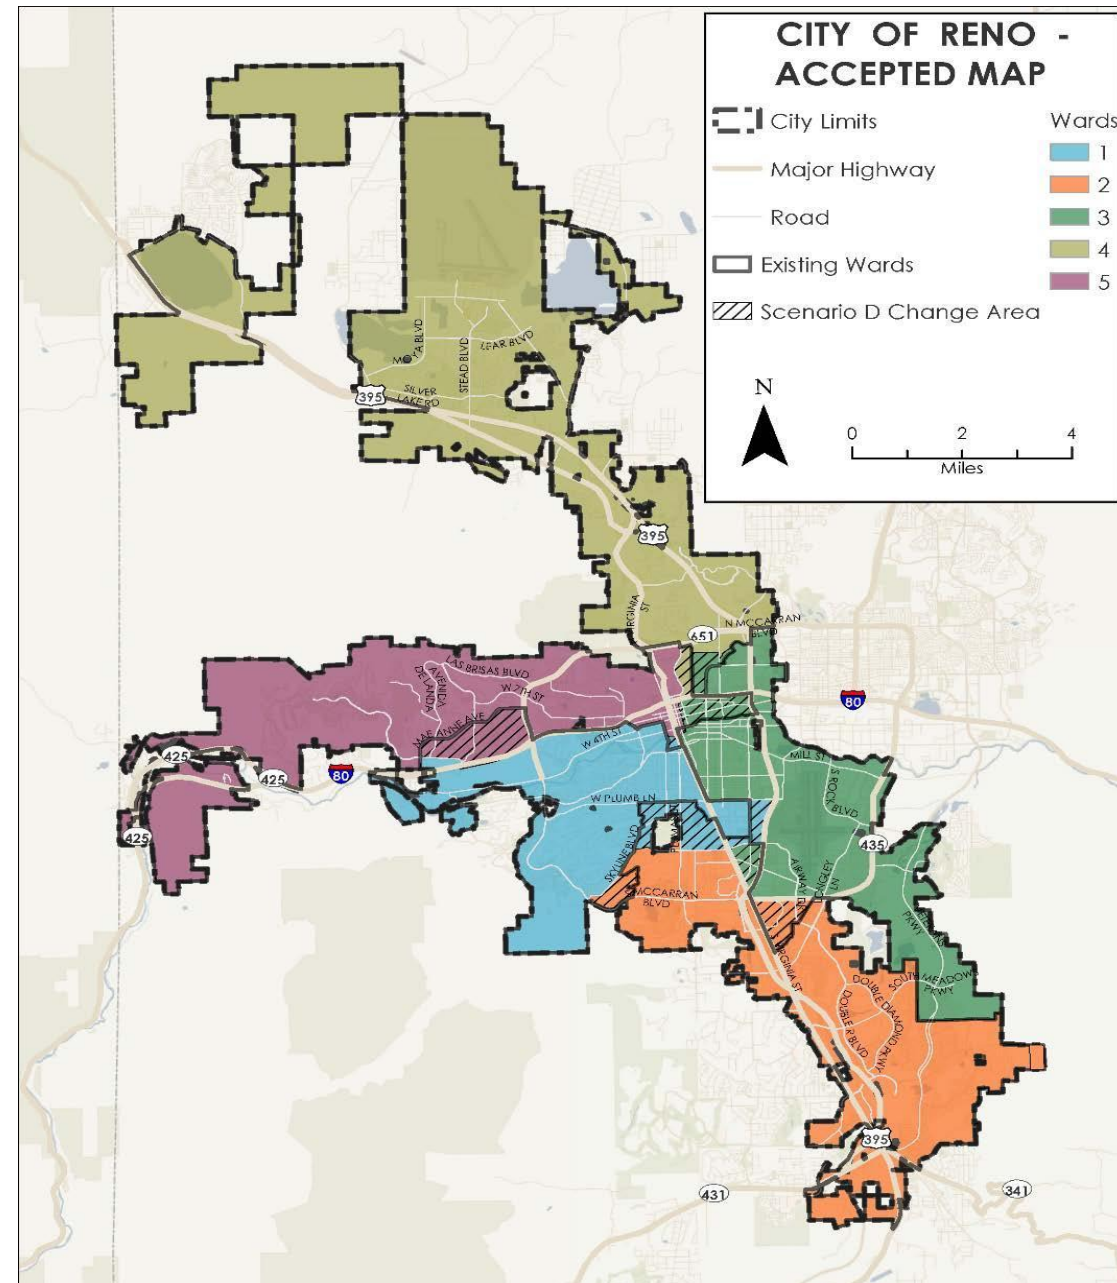 CITY OF RENO -
ACCEPTED MAP
City Limits
Major Highway
Road
Existing Wards
Scenario D Change Area
Wards
1
2
3
4
5
N
0 2 4
Miles
MOYA BLVD
STEAD BLVD
LEAR BLVD
SILVER
LAKE RD
395
395
VIRGINIA
ST
651
N MCCARRAN
BLVD
LAS BRISAS BLVD
AVENIDA
DE LANDA
W 7TH ST
MAE ANNE AVE
W 4TH ST
80
80
425
425
425
MILL ST
S ROCK
BLVD
W PLUMB LN
SKYLINE BLVD
435
AIRWAY DR
LONGLEY
LN
MCCARRAN
BLVD
PKWY
VIRGINIA ST
SOUTH MEADOWS
PKWY
DOUBLE DIAMOND PKWY
DOUBLE R BLVD
395
431
341